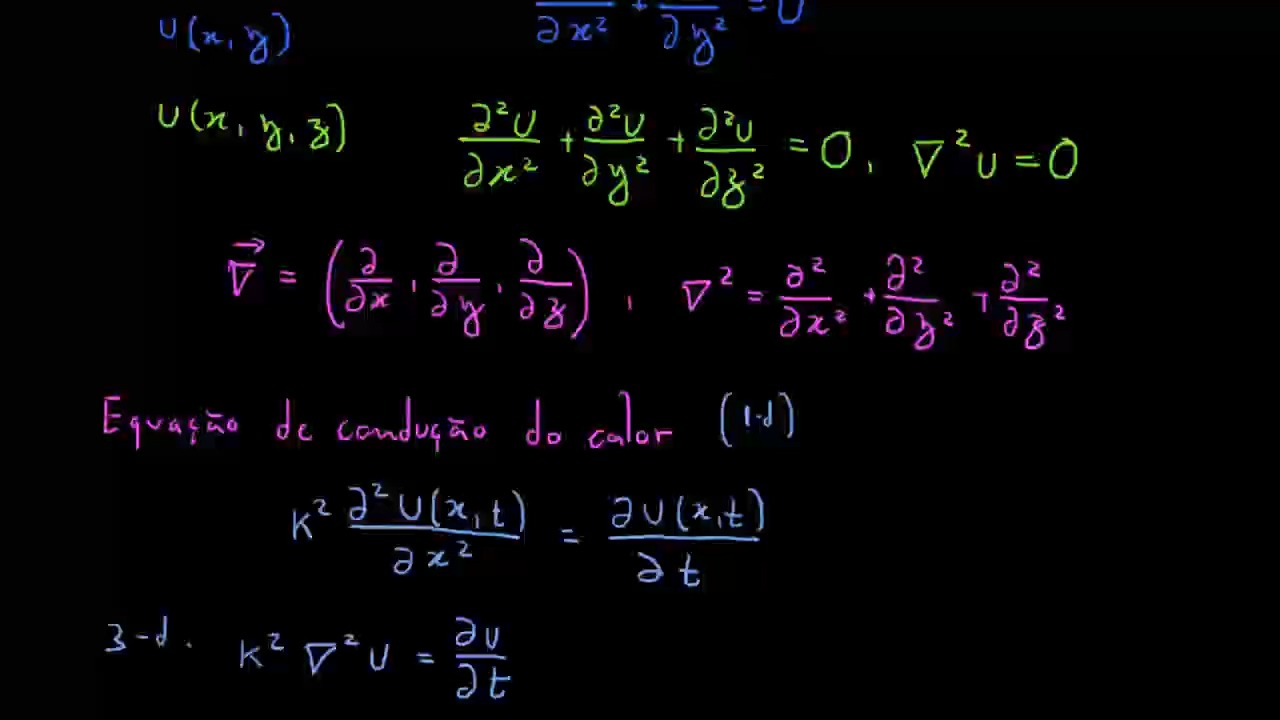 U(x, y) ∂x² + ∂y² = 0
U(x, y, z) ∂²U/∂x² + ∂²U/∂y² + ∂²U/∂z² = 0, ∇²U = 0
∇⃗ = (∂/∂x, ∂/∂y, ∂/∂z), ∇² = ∂²/∂x² + ∂²/∂y² + ∂²/∂z²
Equação de condução do calor (1-d)
K² ∂²U(x,t)/∂x² = ∂U(x,t)/∂t
3-d. K² ∇²U = ∂U/∂t